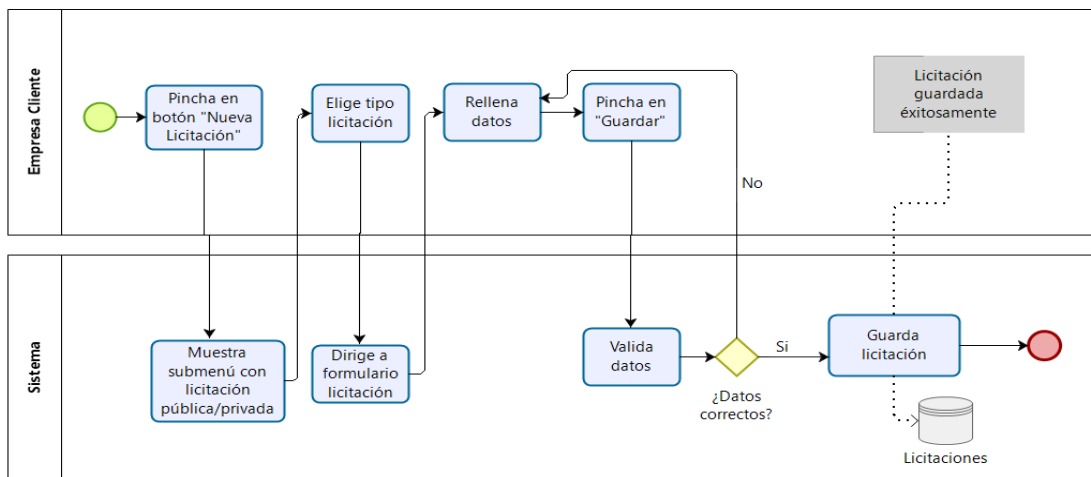 Empresa Cliente
Pincha en
botón "Nueva
Licitación"
Elige tipo
licitación
Rellena
datos
Pincha en
"Guardar"
No
Licitación
guardada
éxitosamente
Sistema
Muestra
submenú con
licitación
pública/privada
Dirige a
formulario
licitación
Valida
datos
¿Datos
correctos?
Si
Guarda
licitación
Licitaciones